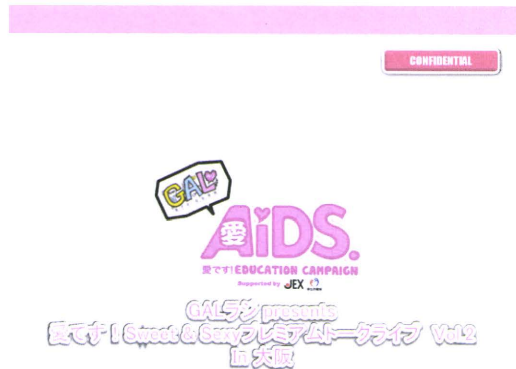 CONFIDENTIAL
GAL
愛
AiDS.
愛です!EDUCATION CAMPAIGN
Supported by JEX
GALラン presents
愛てす!Sweet & Sexyプレミアムトークライブ Vol.2
in 大阪